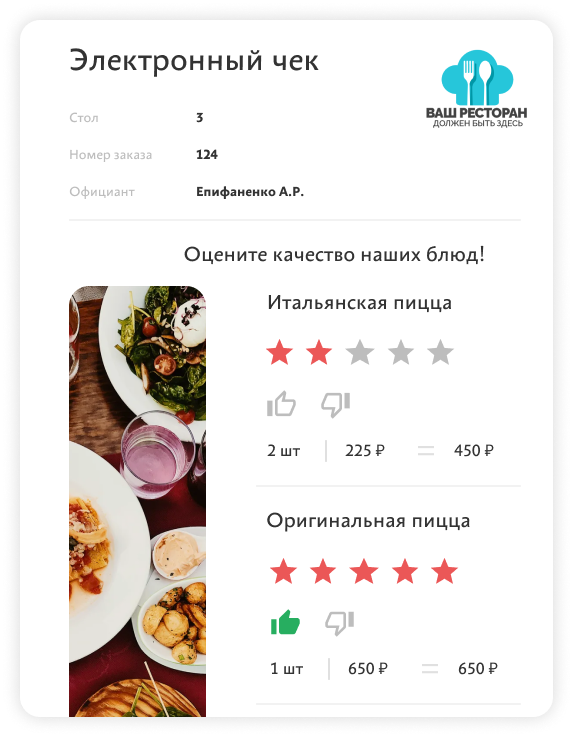 Электронный чек
ВАШ РЕСТОРАН
ДОЛЖЕН БЫТЬ ЗДЕСЬ
Стол 3
Номер заказа 124
Официант Епифаненко А.Р.
Оцените качество наших блюд!
Итальянская пицца
2 шт 225 ₽ = 450 ₽
Оригинальная пицца
1 шт 650 ₽ = 650 ₽